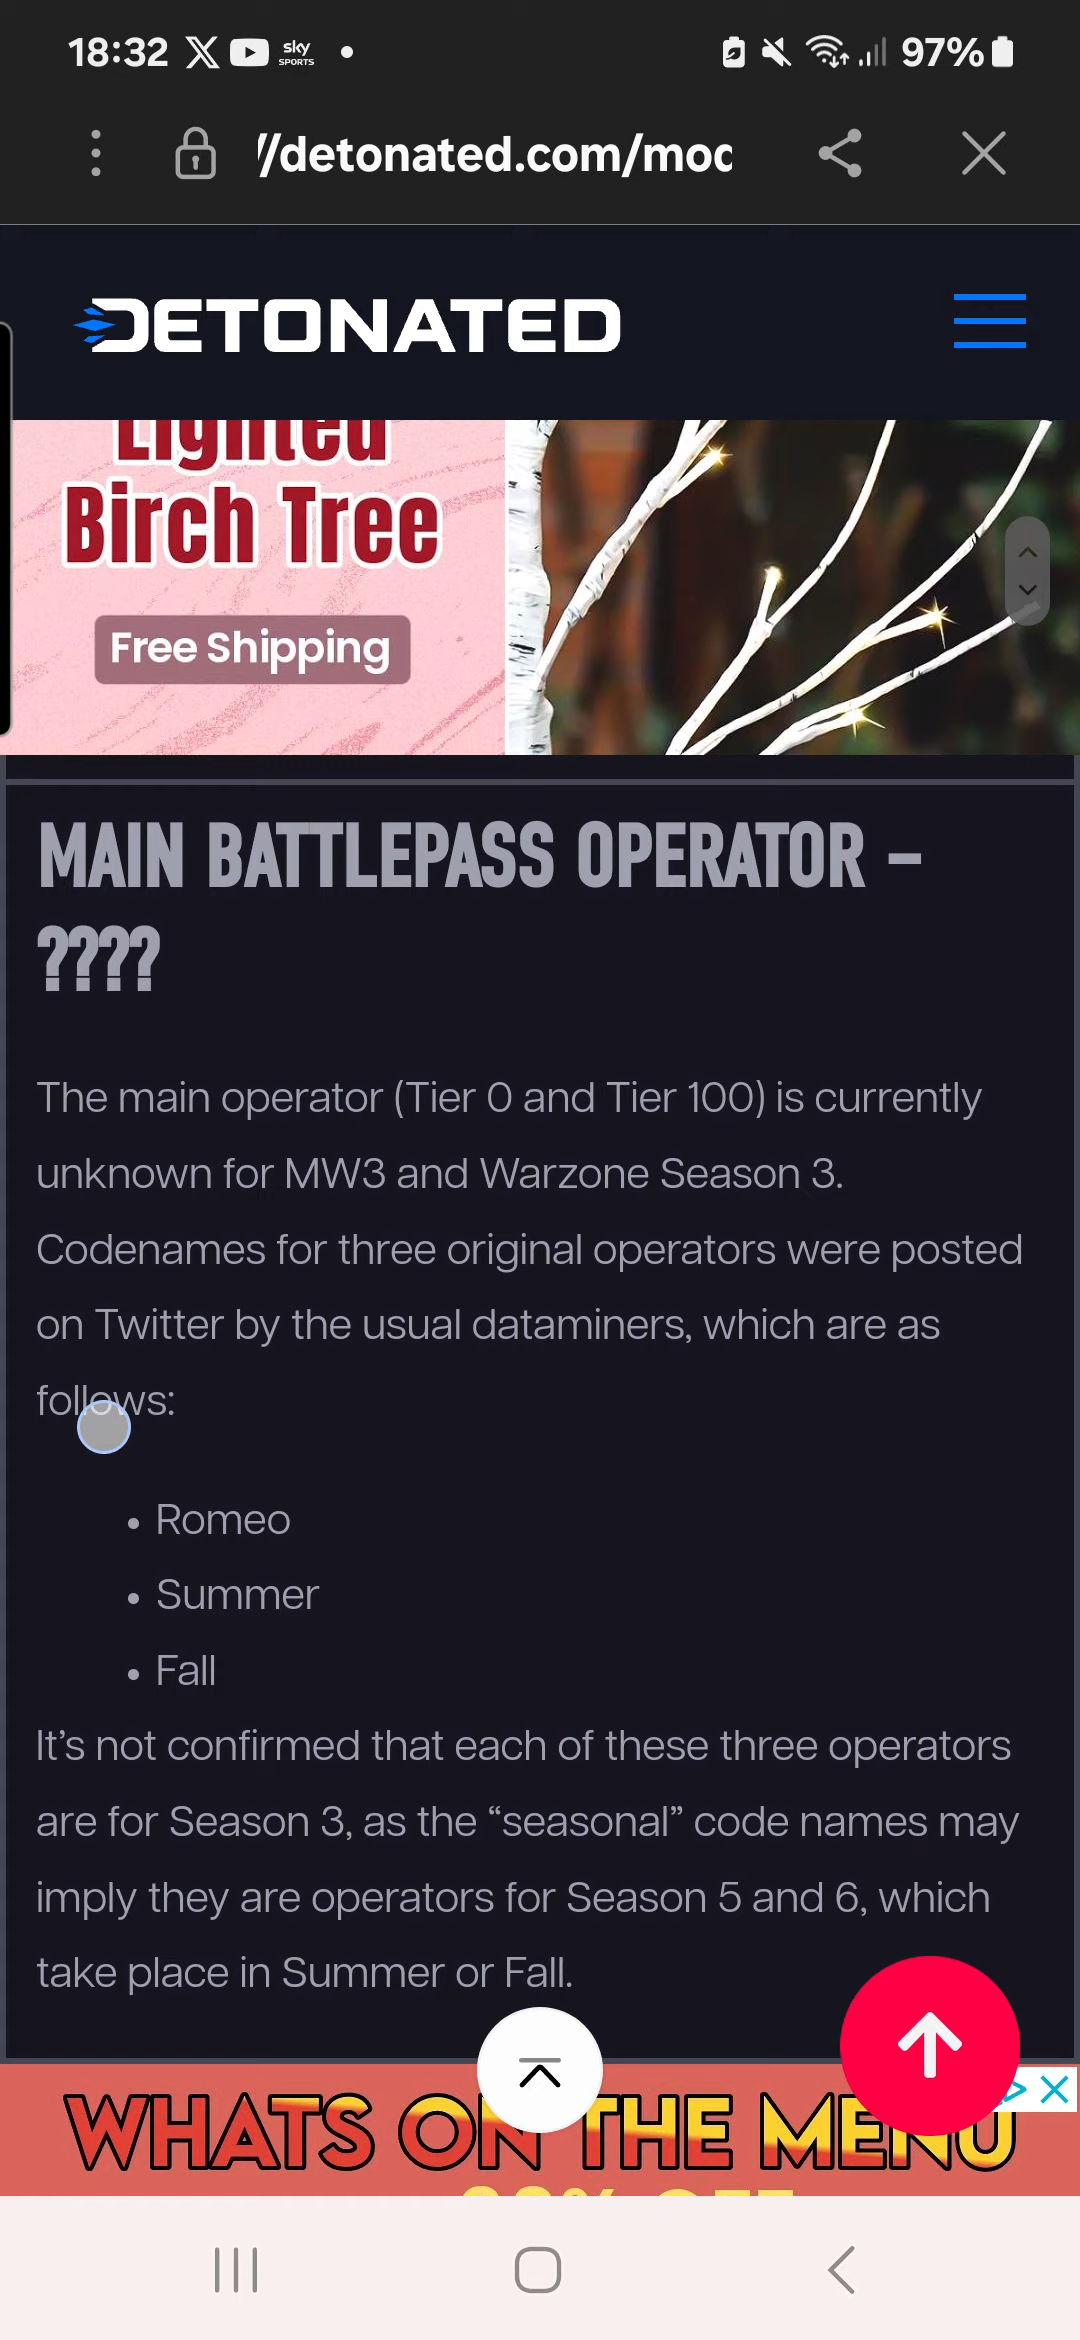 18:32 sky SPORTS 97%
//detonated.com/mod
DETONATED
Lighted
Birch Tree
Free Shipping
MAIN BATTLEPASS OPERATOR –
????
The main operator (Tier 0 and Tier 100) is currently
unknown for MW3 and Warzone Season 3.
Codenames for three original operators were posted
on Twitter by the usual dataminers, which are as
follows:
• Romeo
• Summer
• Fall
It’s not confirmed that each of these three operators
are for Season 3, as the “seasonal” code names may
imply they are operators for Season 5 and 6, which
take place in Summer or Fall.
WHATS ON THE MENU